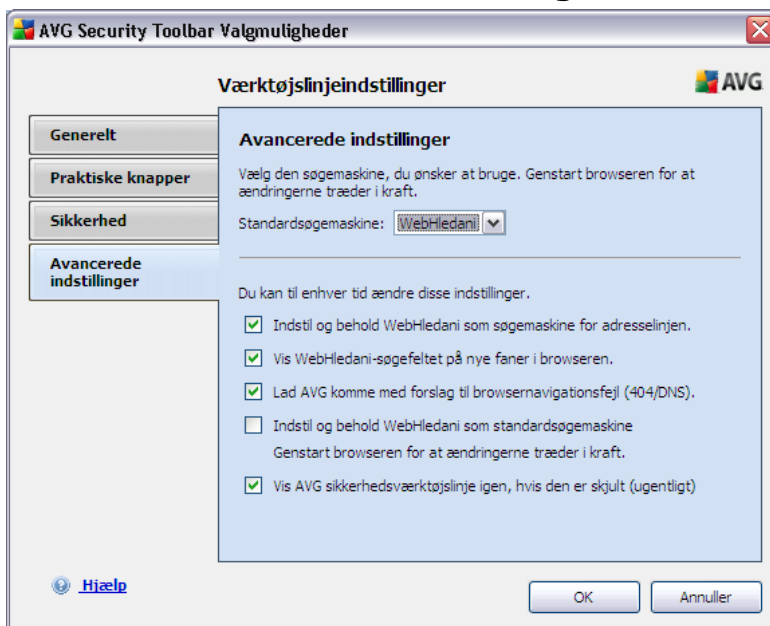 AVG Security Toolbar Valgmuligheder
Værktøjslinjeindstillinger
AVG
Generelt
Praktiske knapper
Sikkerhed
Avancerede
indstillinger
Avancerede indstillinger
Vælg den søgemaskine, du ønsker at bruge. Genstart browseren for at
ændringerne træder i kraft.
Standardsøgemaskine: WebHledani
Du kan til enhver tid ændre disse indstillinger.
Indstil og behold WebHledani som søgemaskine for adresselinjen.
Vis WebHledani-søgefeltet på nye faner i browseren.
Lad AVG komme med forslag til browsernavigationsfejl (404/DNS).
Indstil og behold WebHledani som standardsøgemaskine
Genstart browseren for at ændringerne træder i kraft.
Vis AVG sikkerhedsværktøjslinje igen, hvis den er skjult (ugentligt)
Hjælp
OK
Annuller